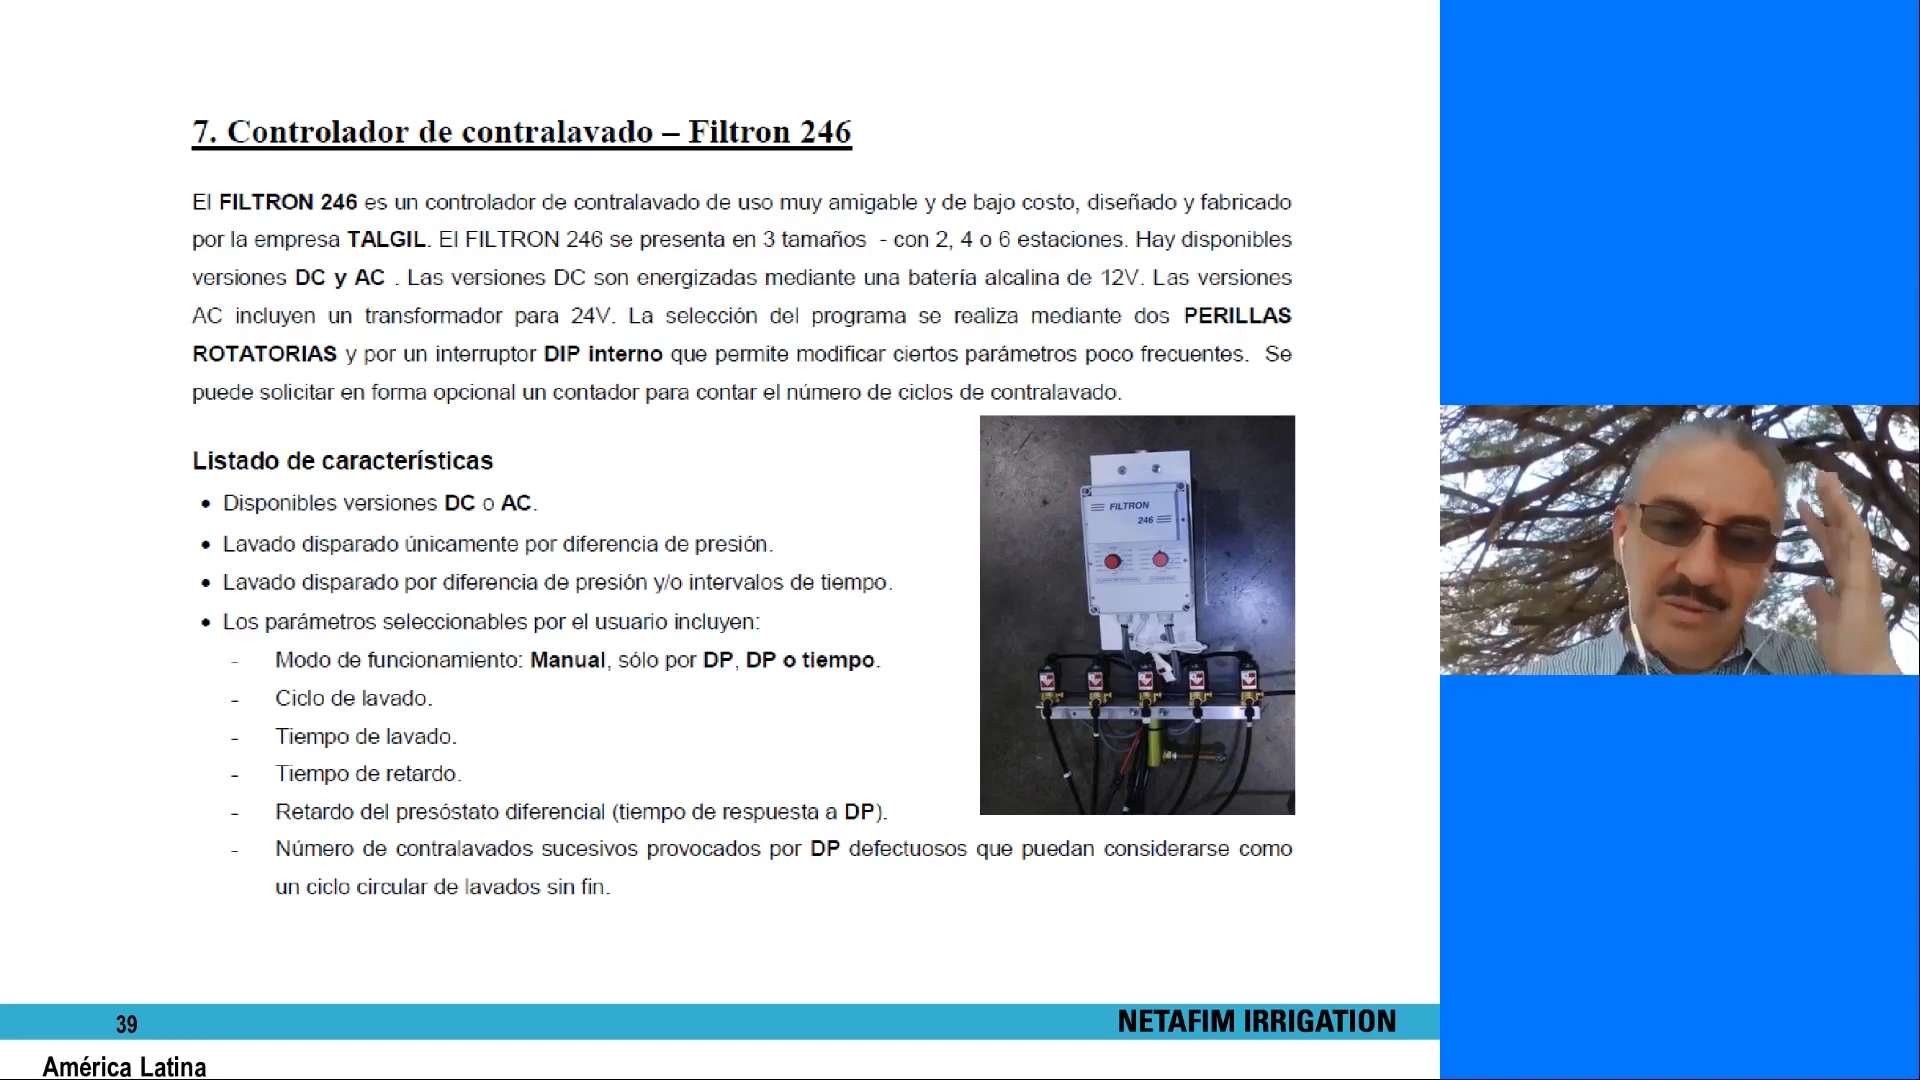 7. Controlador de contralavado – Filtron 246
El FILTRON 246 es un controlador de contralavado de uso muy amigable y de bajo costo, diseñado y fabricado
por la empresa TALGIL. El FILTRON 246 se presenta en 3 tamaños - con 2, 4 o 6 estaciones. Hay disponibles
versiones DC y AC . Las versiones DC son energizadas mediante una batería alcalina de 12V. Las versiones
AC incluyen un transformador para 24V. La selección del programa se realiza mediante dos PERILLAS
ROTATORIAS y por un interruptor DIP interno que permite modificar ciertos parámetros poco frecuentes. Se
puede solicitar en forma opcional un contador para contar el número de ciclos de contralavado.
Listado de características
• Disponibles versiones DC o AC.
• Lavado disparado únicamente por diferencia de presión.
• Lavado disparado por diferencia de presión y/o intervalos de tiempo.
• Los parámetros seleccionables por el usuario incluyen:
- Modo de funcionamiento: Manual, sólo por DP, DP o tiempo.
- Ciclo de lavado.
- Tiempo de lavado.
- Tiempo de retardo.
- Retardo del presóstato diferencial (tiempo de respuesta a DP).
- Número de contralavados sucesivos provocados por DP defectuosos que puedan considerarse como
un ciclo circular de lavados sin fin.
FILTRON
246
39
NETAFIM IRRIGATION
América Latina